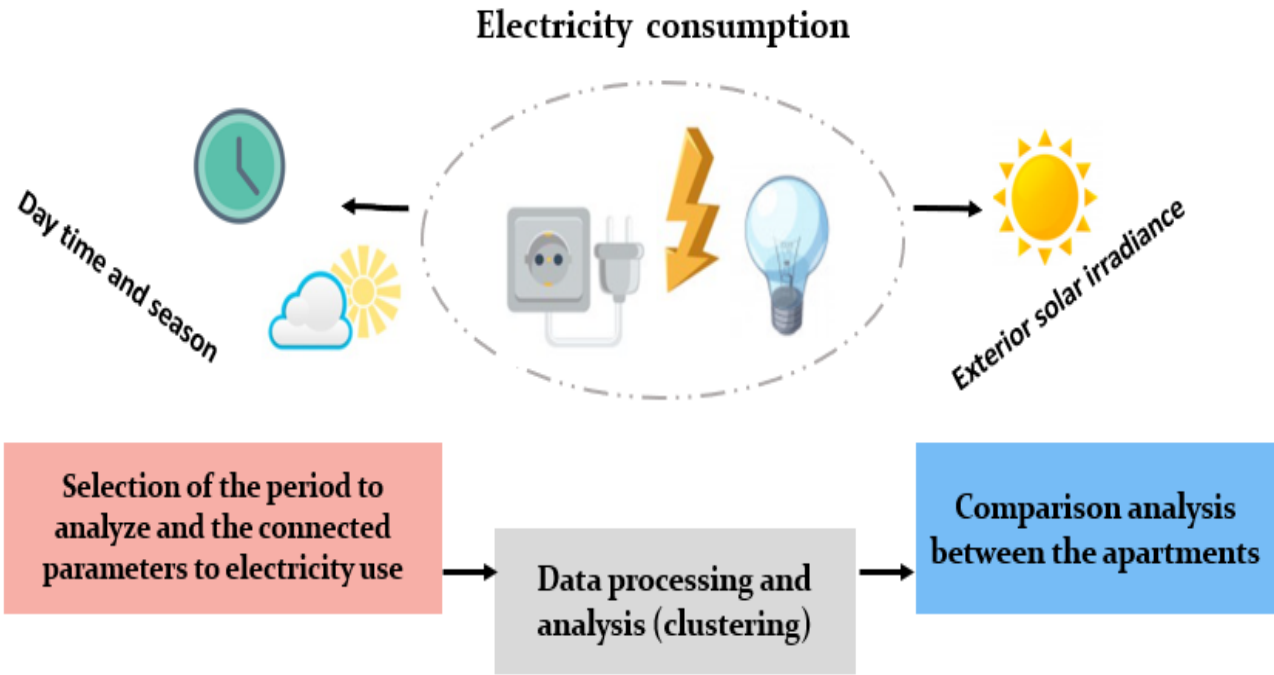 Electricity consumption
Day time and season
Exterior solar irradiance
Selection of the period to
analyze and the connected
parameters to electricity use
Data processing and
analysis (clustering)
Comparison analysis
between the apartments